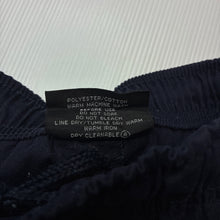 POLYESTER/COTTON
WARM MACHINE WASH
BEFORE USE
DO NOT SOAK
DO NOT BLEACH
LINE DRY/TUMBLE DRY WARM
WARM IRON
DRY CLEANABLE Ⓟ